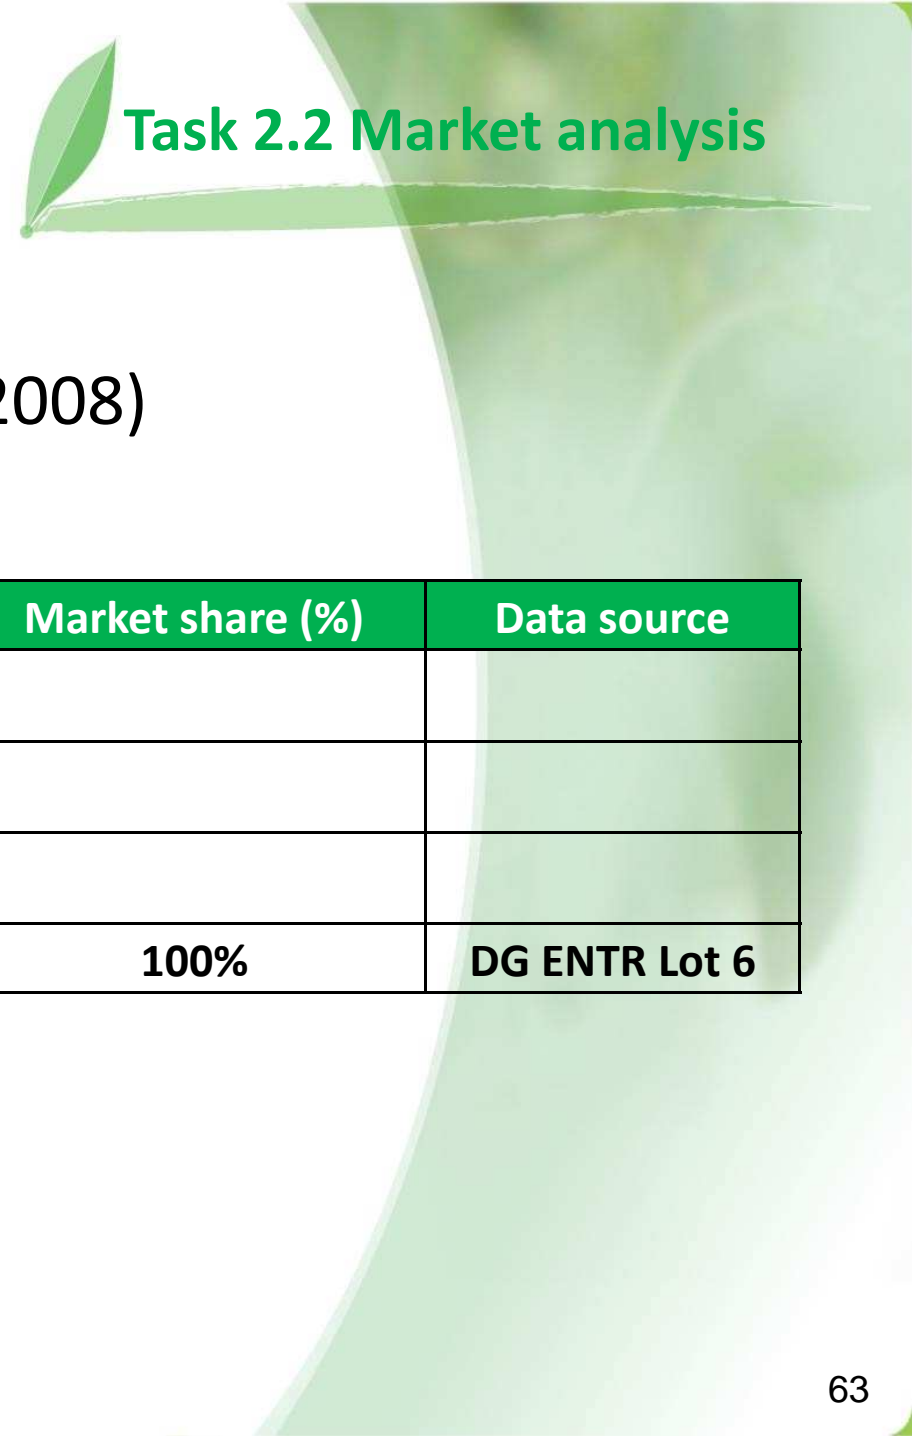 Task 2.2 Market analysis
2008)
Market share (%) Data source
100% DG ENTR Lot 6
63